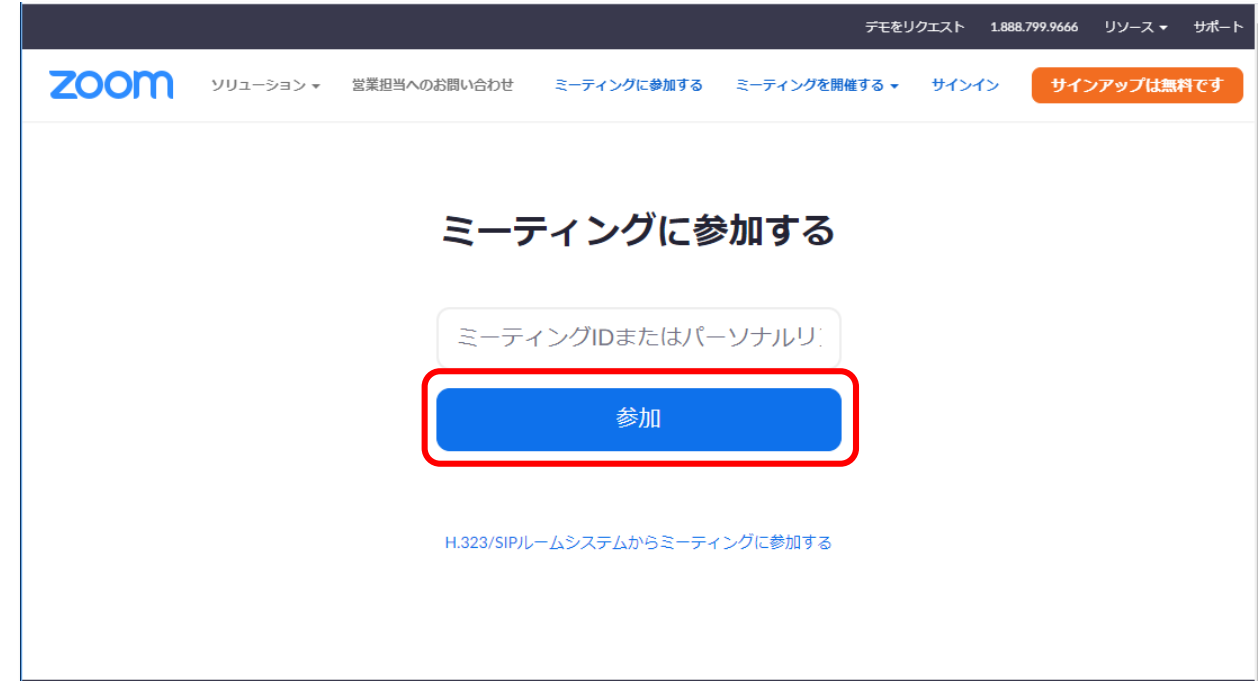 デモをリクエスト 1.888.799.9666 リソース サポート
zoom ソリューション 営業担当へのお問い合わせ ミーティングに参加する ミーティングを開催する サインイン サインアップは無料です
ミーティングに参加する
ミーティングIDまたはパーソナルリ
参加
H.323/SIPルームシステムからミーティングに参加する